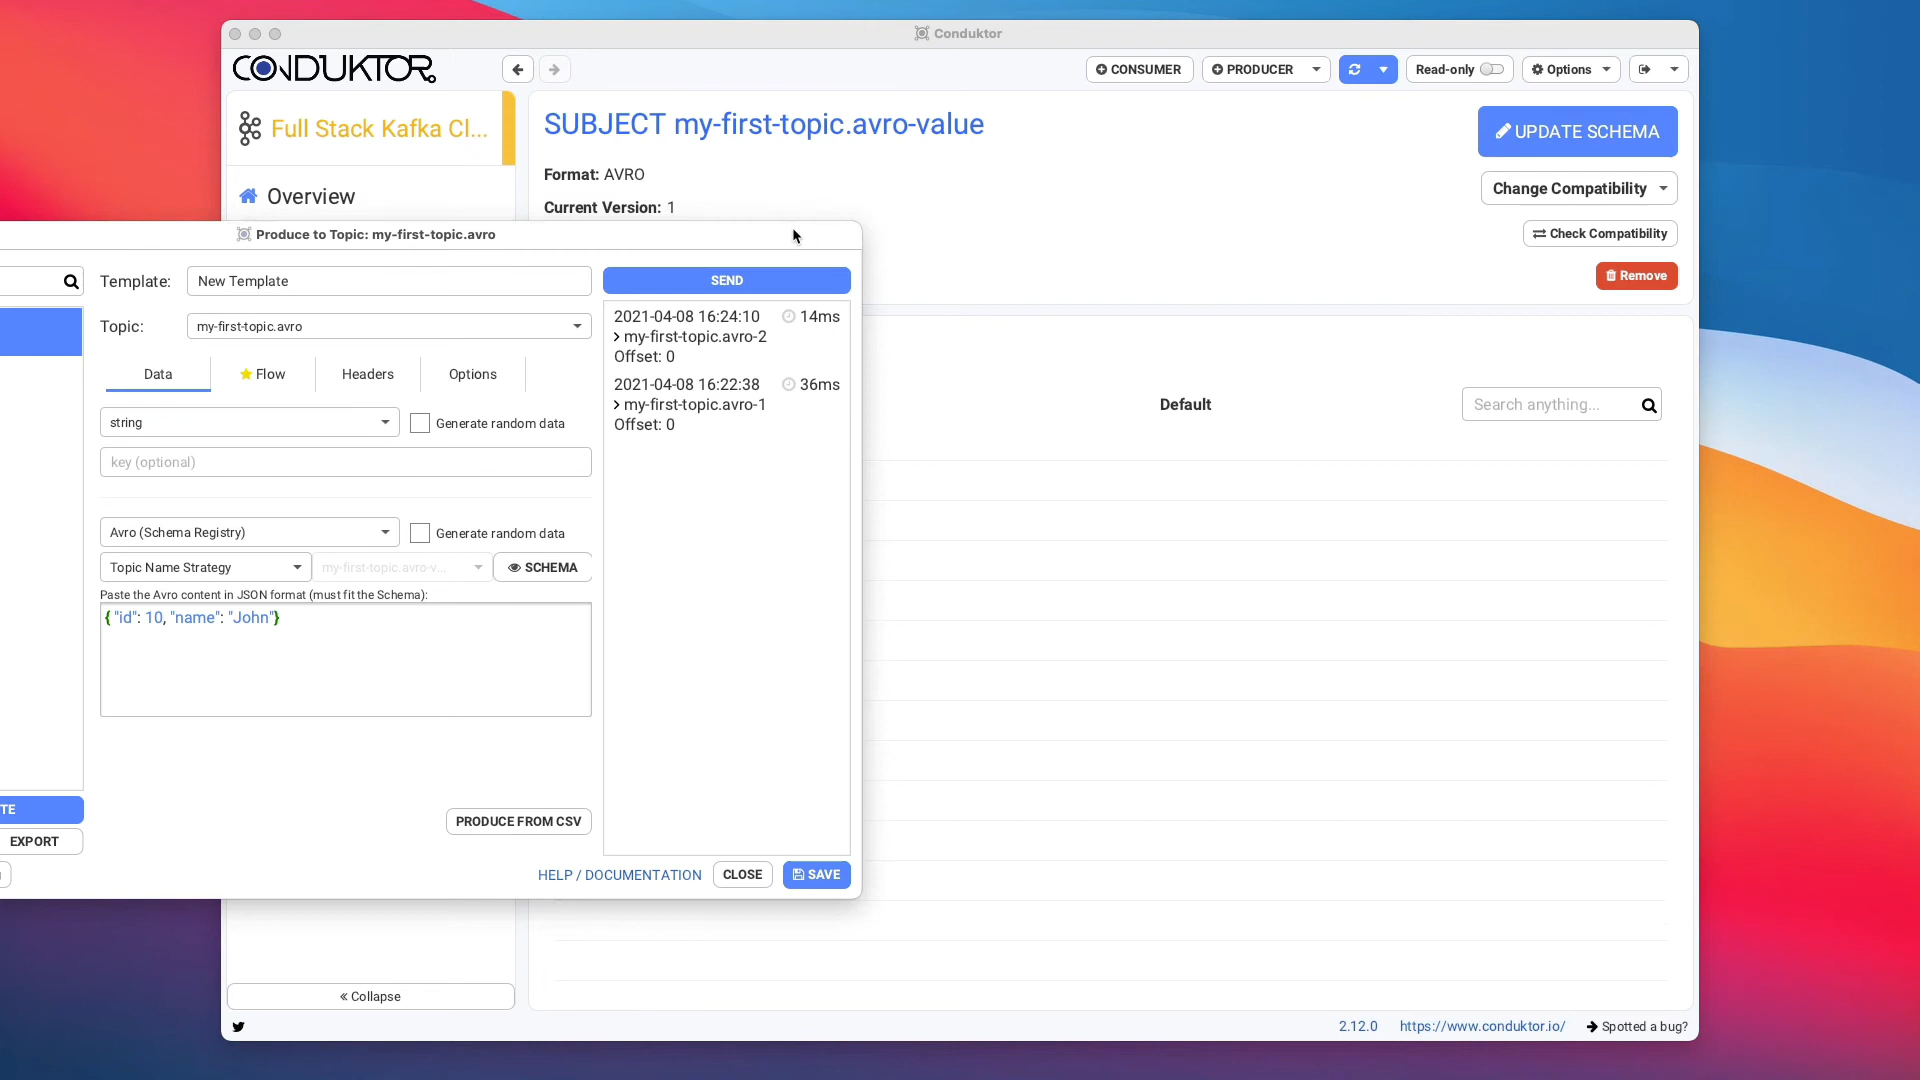 Conduktor
CONDUKTOR
CONSUMER
PRODUCER
Read-only
Options
Full Stack Kafka Cl...
Overview
SUBJECT my-first-topic.avro-value
Format: AVRO
Current Version: 1
UPDATE SCHEMA
Change Compatibility
Check Compatibility
Remove
Default
Search anything...
Produce to Topic: my-first-topic.avro
Template:
New Template
Topic:
my-first-topic.avro
Data
Flow
Headers
Options
string
Generate random data
key (optional)
Avro (Schema Registry)
Generate random data
Topic Name Strategy
my-first-topic.avro-v...
SCHEMA
Paste the Avro content in JSON format (must fit the Schema):
{ "id": 10, "name": "John"}
PRODUCE FROM CSV
SEND
2021-04-08 16:24:10 14ms
> my-first-topic.avro-2
Offset: 0
2021-04-08 16:22:38 36ms
> my-first-topic.avro-1
Offset: 0
TE
EXPORT
HELP / DOCUMENTATION
CLOSE
SAVE
« Collapse
2.12.0
https://www.conduktor.io/
Spotted a bug?